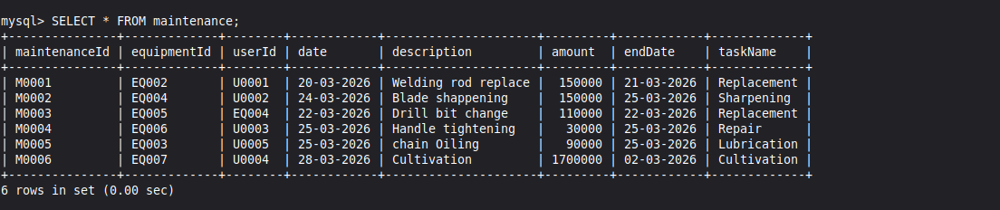 mysql> SELECT * FROM maintenance;
+---------------+-------------+--------+------------+---------------------+---------+------------+-------------+
| maintenanceId | equipmentId | userId | date       | description         | amount  | endDate    | taskName    |
+---------------+-------------+--------+------------+---------------------+---------+------------+-------------+
| M0001         | EQ002       | U0001  | 20-03-2026 | Welding rod replace |  150000 | 21-03-2026 | Replacement |
| M0002         | EQ004       | U0002  | 24-03-2026 | Blade shappening    |  150000 | 25-03-2026 | Sharpening  |
| M0003         | EQ005       | EQ004  | 22-03-2026 | Drill bit change    |  110000 | 22-03-2026 | Replacement |
| M0004         | EQ006       | U0003  | 25-03-2026 | Handle tightening   |   30000 | 25-03-2026 | Repair      |
| M0005         | EQ003       | U0005  | 25-03-2026 | chain Oiling        |   90000 | 25-03-2026 | Lubrication |
| M0006         | EQ007       | U0004  | 28-03-2026 | Cultivation         | 1700000 | 02-03-2026 | Cultivation |
+---------------+-------------+--------+------------+---------------------+---------+------------+-------------+
6 rows in set (0.00 sec)